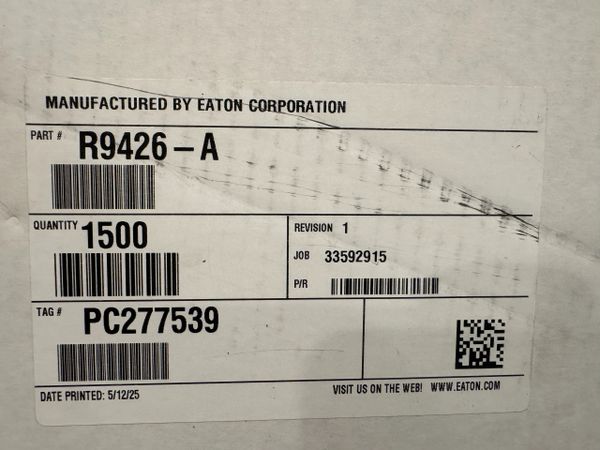 MANUFACTURED BY EATON CORPORATION
PART # R9426-A
QUANTITY 1500
REVISION 1
JOB 33592915
P/R
TAG # PC277539
DATE PRINTED: 5/12/25
VISIT US ON THE WEB! WWW.EATON.COM